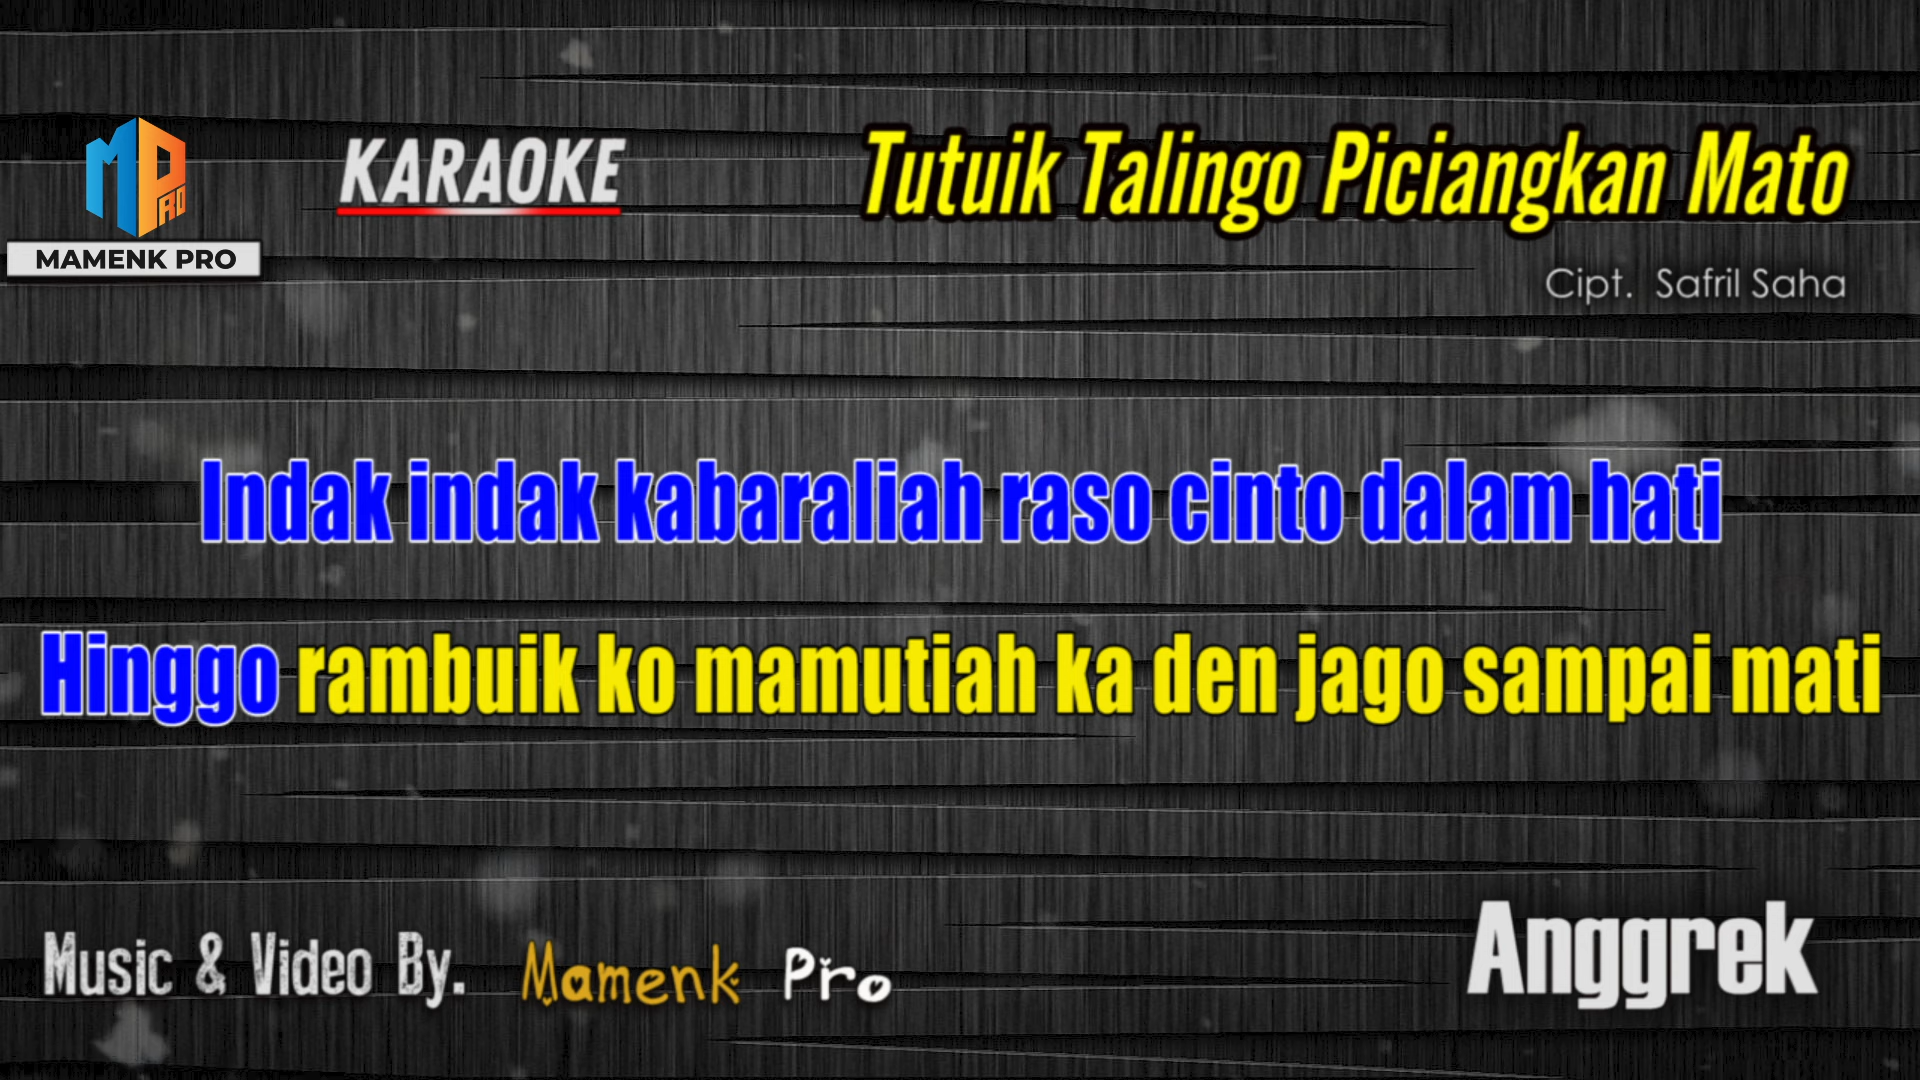 MPRO
MAMENK PRO
KARAOKE
Tutuik Talingo Piciangkan Mato
Cipt. Safril Saha
Indak indak kabaraliah raso cinto dalam hati
Hinggo rambuik ko mamutiah ka den jago sampai mati
Music & Video By. Mamenk Pro
Anggrek